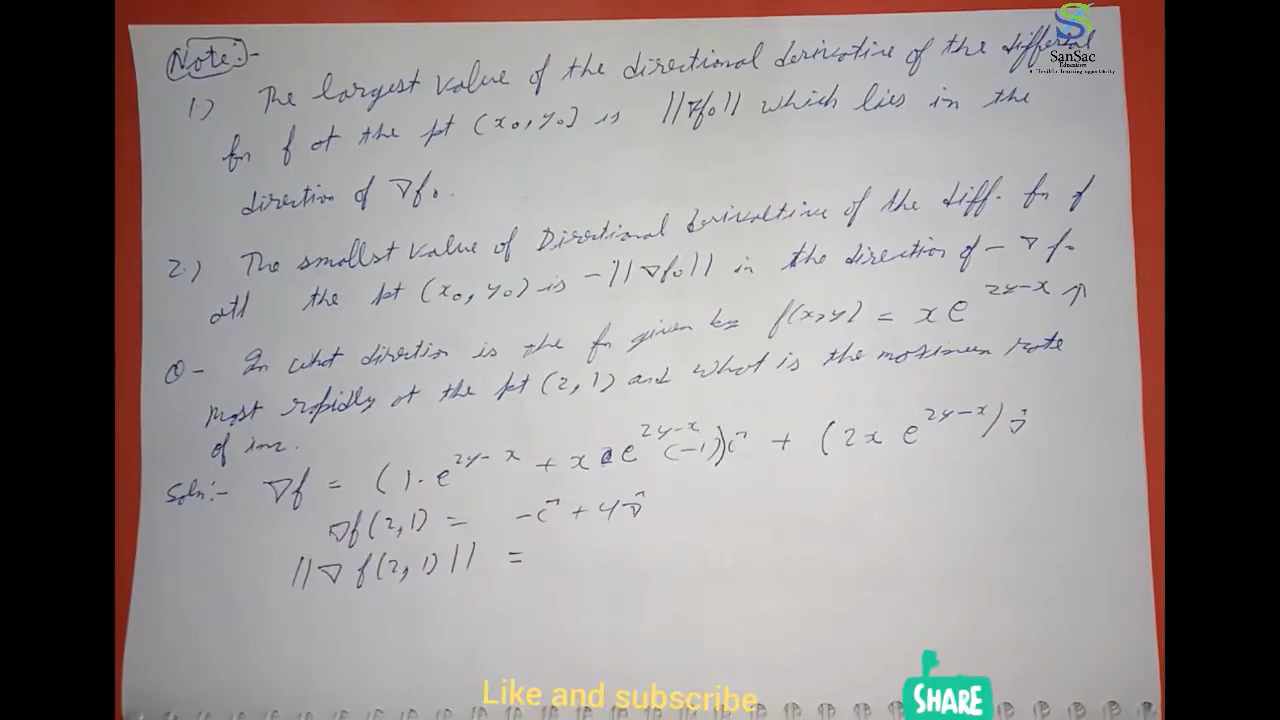 Note:-
1.) The largest value of the directional derivative of the differential
fn f at the pt (x₀, y₀) is ||∇f₀|| which lies in the
direction of ∇f₀.
2.) The smallest value of Directional derivative of the diff. fn f
at the pt (x₀, y₀) is -||∇f₀|| in the direction of - ∇f₀
Q- In what direction is the fn given by f(x,y) = x e^{2y-x} ↑
most rapidly at the pt (2,1) and what is the maximum rate
of inc.
Soln:- ∇f = (1.e^{2y-x} + x e^{2y-x} (-1)) i + (2x e^{2y-x}) j
∇f(2,1) = -i + 4j
||∇f(2,1)|| =
S
SanSac
Education
A flexible learning opportunity
Like and subscribe
SHARE